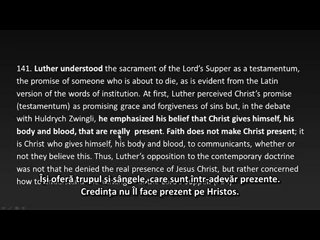 141. Luther understood the sacrament of the Lord's Supper as a testamentum,
the promise of someone who is about to die, as is evident from the Latin
version of the words of institution. At first, Luther perceived Christ's promise
(testamentum) as promising grace and forgiveness of sins but, in the debate
with Huldrych Zwingli, he emphasized his belief that Christ gives himself, his
body and blood, that are really present. Faith does not make Christ present; it
is Christ who gives himself, his body and blood, to communicants, whether or
not they believe this. Thus, Luther's opposition to the contemporary doctrine
was not that he denied the real presence of Jesus Christ, but rather concerned
how to
Își oferă trupul și sângele, care sunt într-adevăr prezente.
Credința nu Îl face prezent pe Hristos.